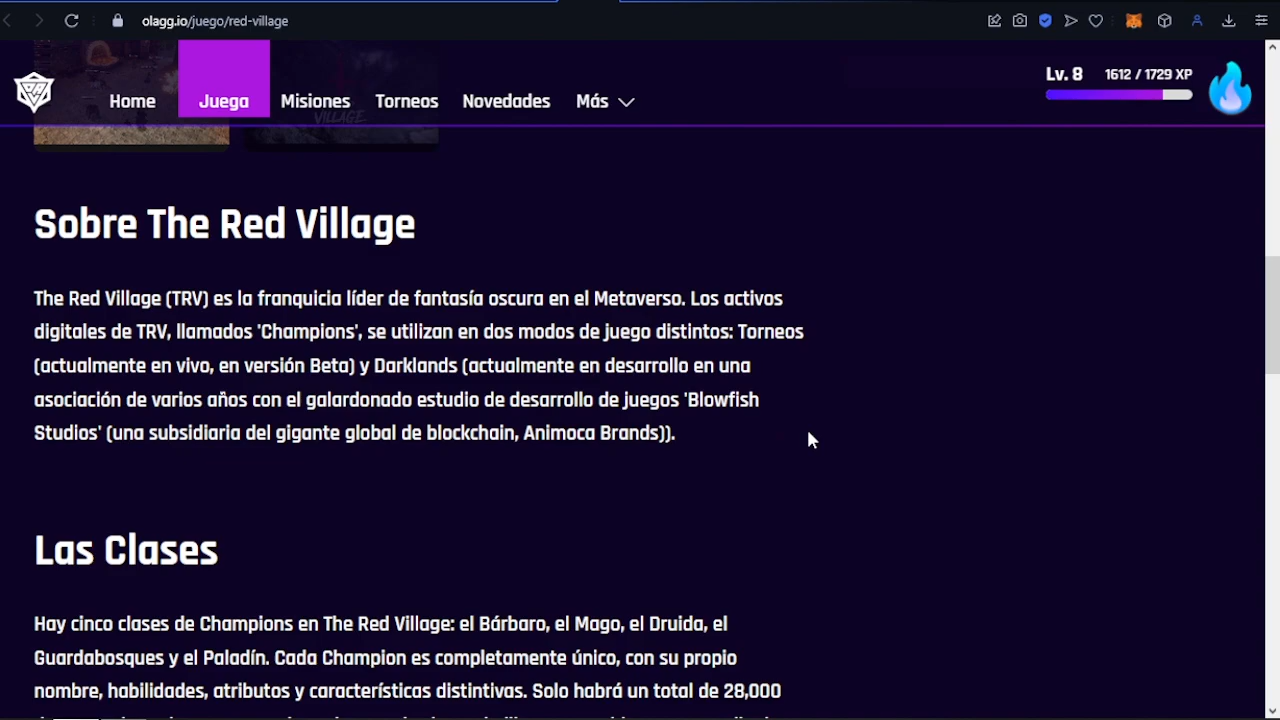 olagg.io/juego/red-village
Home
Juega
Misiones
Torneos
Novedades
Más
Lv. 8
1612 / 1729 XP
VILLAGE
Sobre The Red Village
The Red Village (TRV) es la franquicia líder de fantasía oscura en el Metaverso. Los activos
digitales de TRV, llamados 'Champions', se utilizan en dos modos de juego distintos: Torneos
(actualmente en vivo, en versión Beta) y Darklands (actualmente en desarrollo en una
asociación de varios años con el galardonado estudio de desarrollo de juegos 'Blowfish
Studios' (una subsidiaria del gigante global de blockchain, Animoca Brands)).
Las Clases
Hay cinco clases de Champions en The Red Village: el Bárbaro, el Mago, el Druida, el
Guardabosques y el Paladín. Cada Champion es completamente único, con su propio
nombre, habilidades, atributos y características distintivas. Solo habrá un total de 28,000